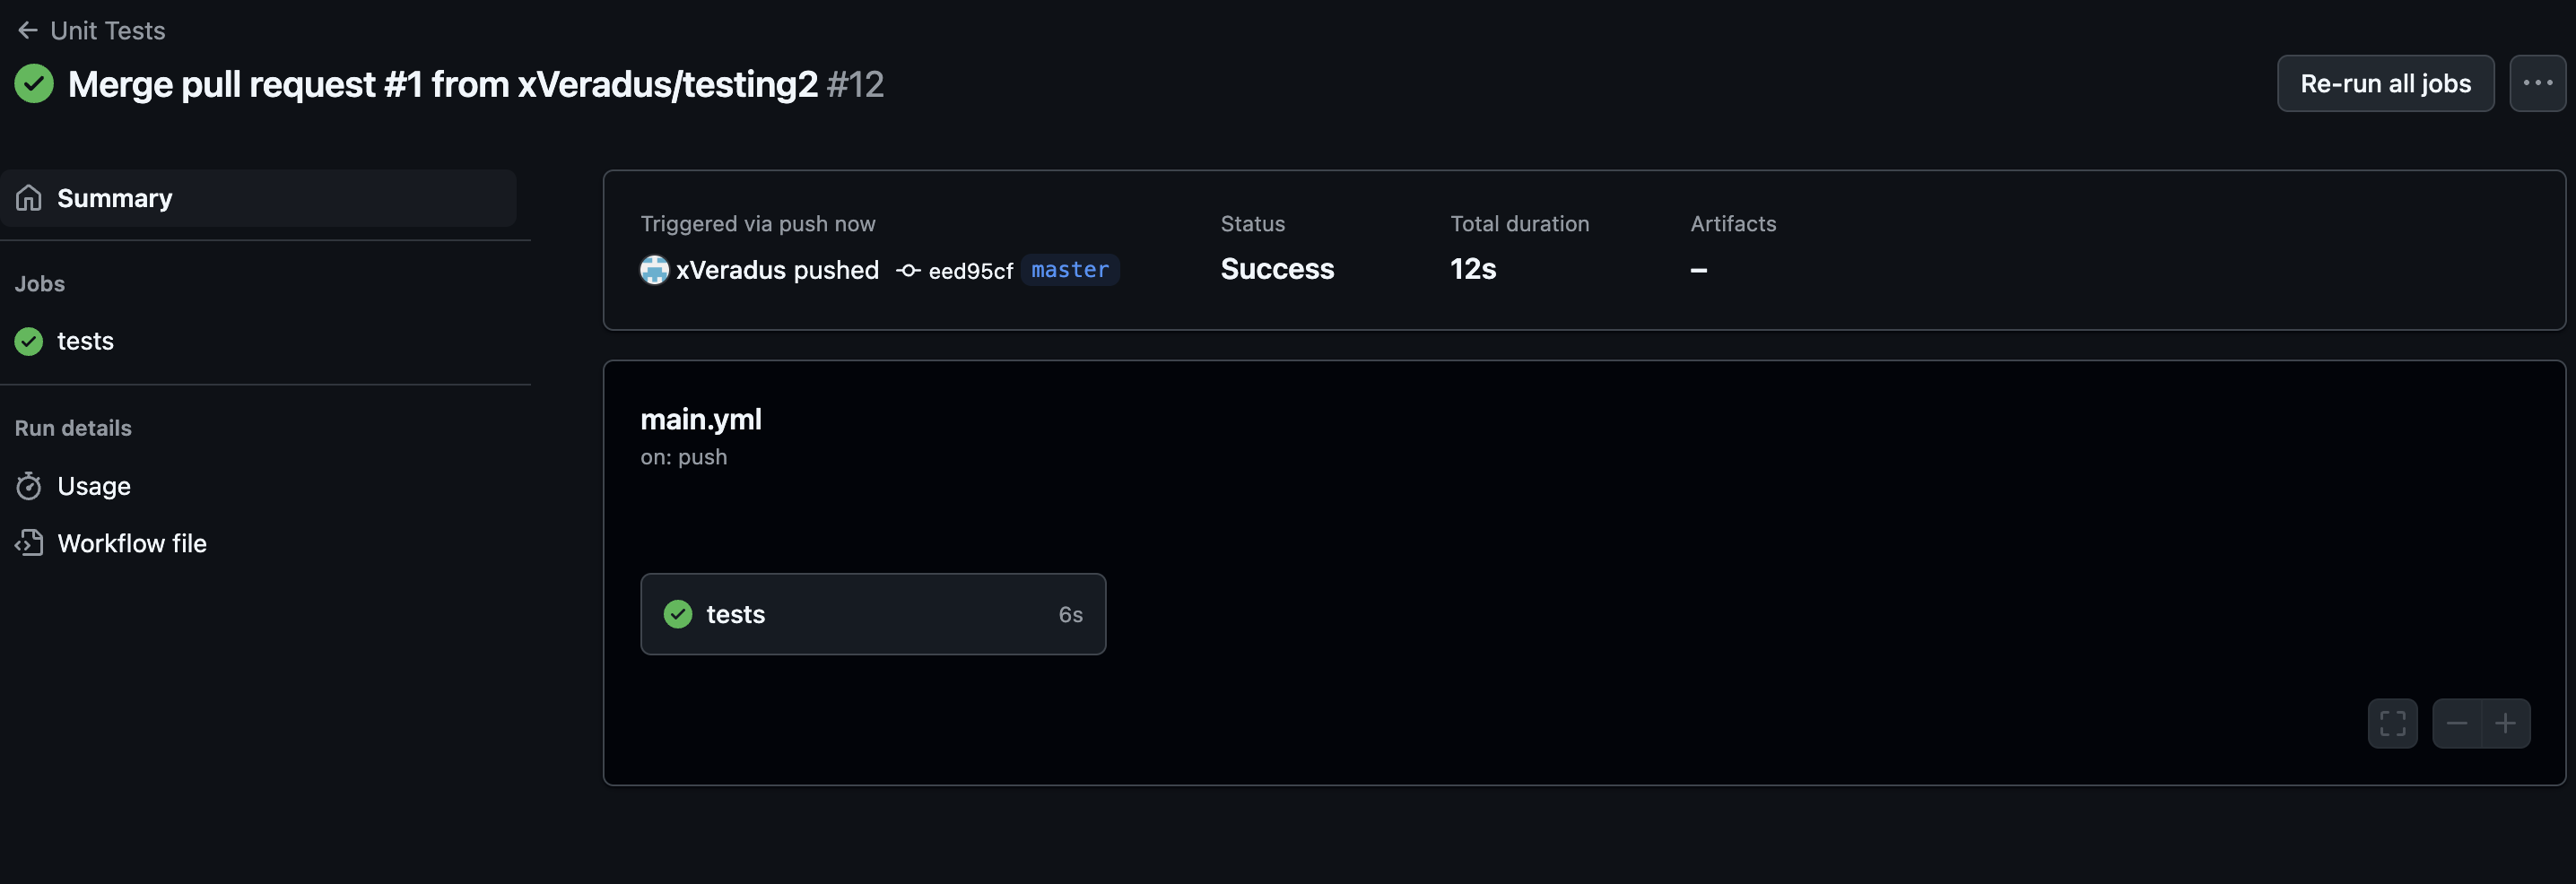 Unit Tests
Merge pull request #1 from xVeradus/testing2 #12
Re-run all jobs
Summary
Jobs
tests
Run details
Usage
Workflow file
Triggered via push now
xVeradus pushed eed95cf master
Status
Success
Total duration
12s
Artifacts
–
main.yml
on: push
tests 6s